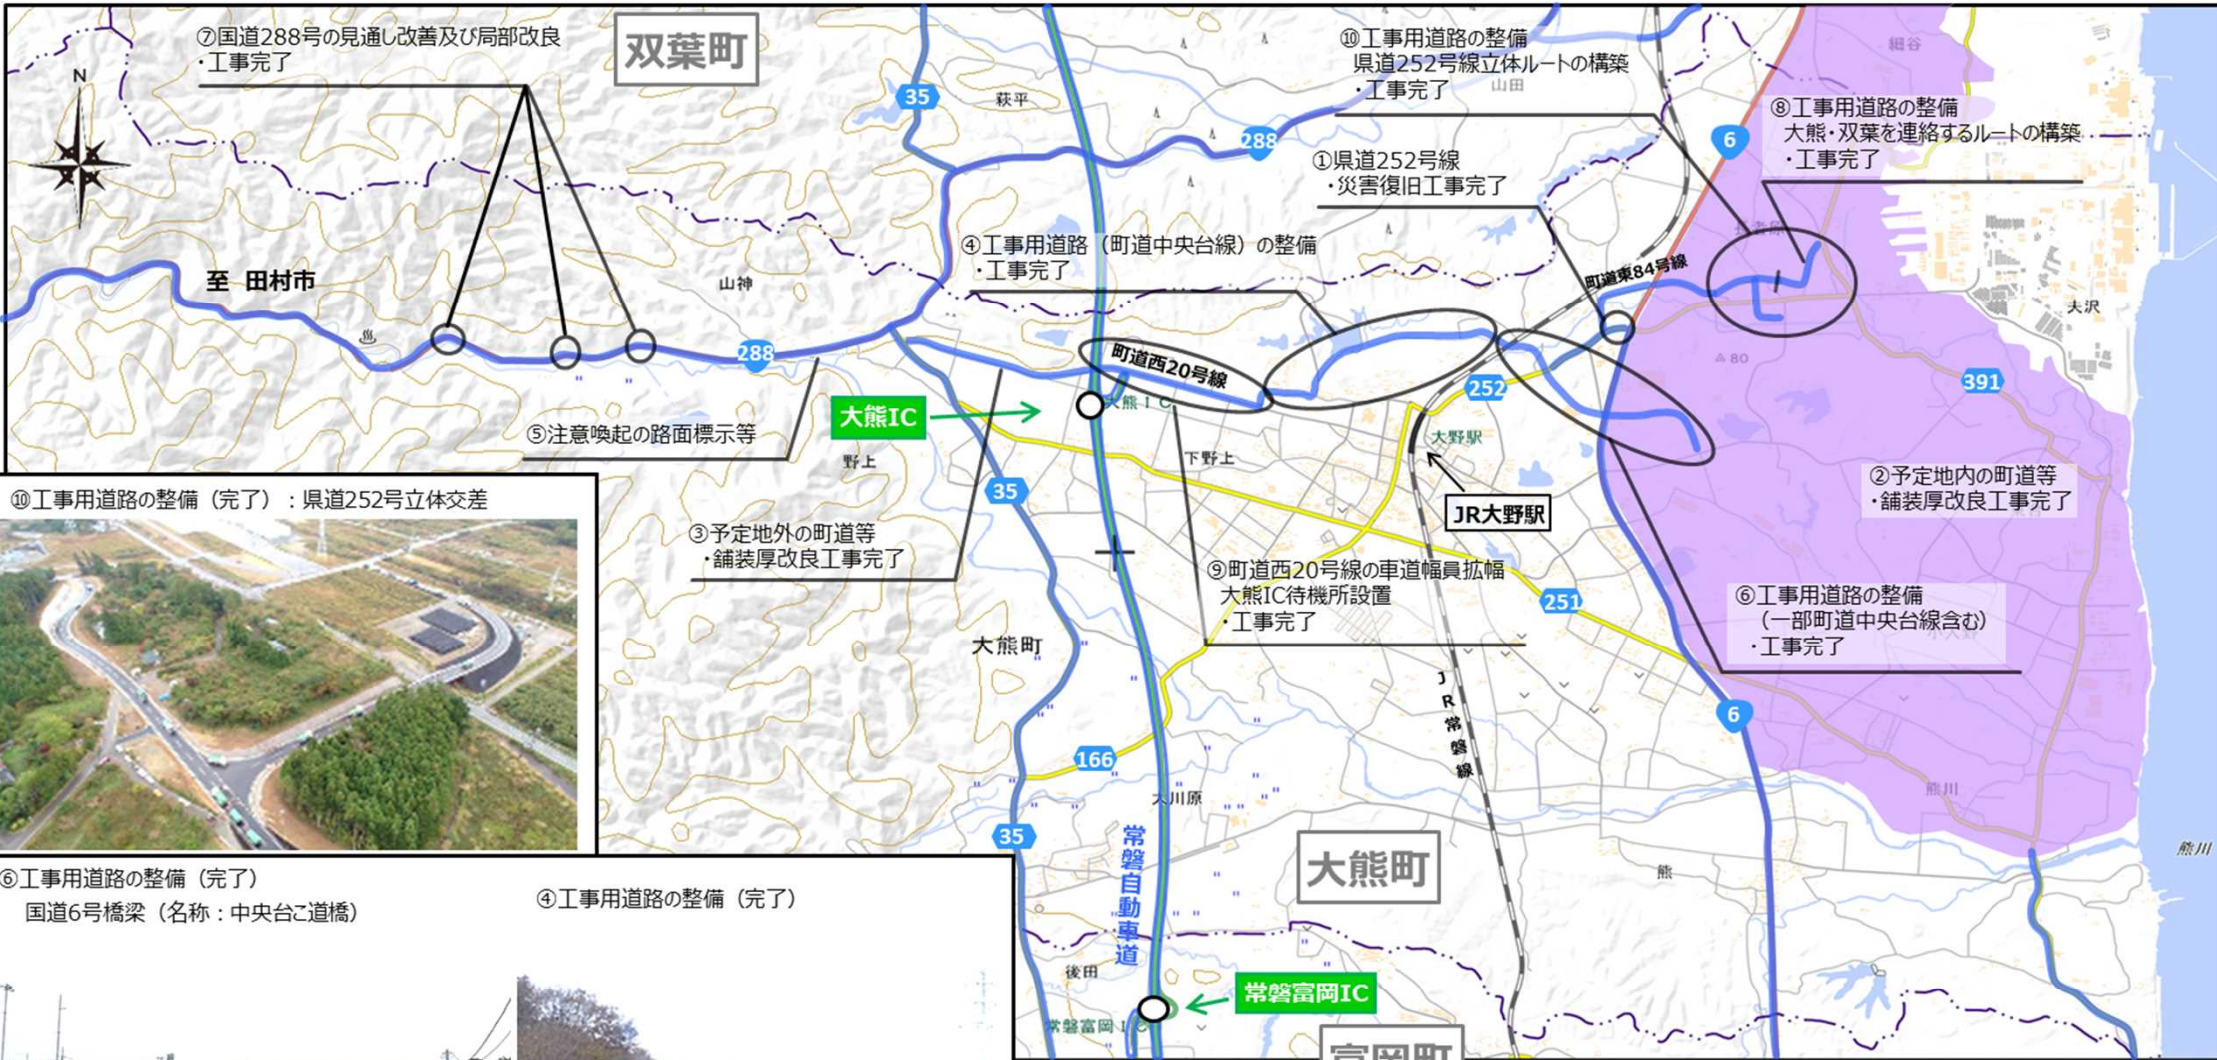 ⑦国道288号の見通し改善及び局部改良
・工事完了
双葉町
⑩工事用道路の整備
県道252号線立体ルートの構築
・工事完了
細谷
山田
N
35
萩平
288
6
⑧工事用道路の整備
大熊・双葉を連絡するルートの構築
・工事完了
①県道252号線
・災害復旧工事完了
④工事用道路（町道中央台線）の整備
・工事完了
長者原
町道東84号線
至 田村市
山神
夫沢
288
町道西20号線
80
252
391
大熊IC
大熊IC
⑤注意喚起の路面標示等
野上
下野上
大野駅
JR大野駅
②予定地内の町道等
・舗装厚改良工事完了
35
⑩工事用道路の整備（完了）：県道252号立体交差
③予定地外の町道等
・舗装厚改良工事完了
⑨町道西20号線の車道幅員拡幅
大熊IC待機所設置
・工事完了
251
⑥工事用道路の整備
（一部町道中央台線含む）
・工事完了
大熊町
JR常磐線
6
166
大川原
熊川
35
常磐自動車道
大熊町
熊
熊川
⑥工事用道路の整備（完了）
国道6号橋梁（名称：中央台こ道橋）
④工事用道路の整備（完了）
後田
常磐富岡IC
常磐富岡IC
富岡町